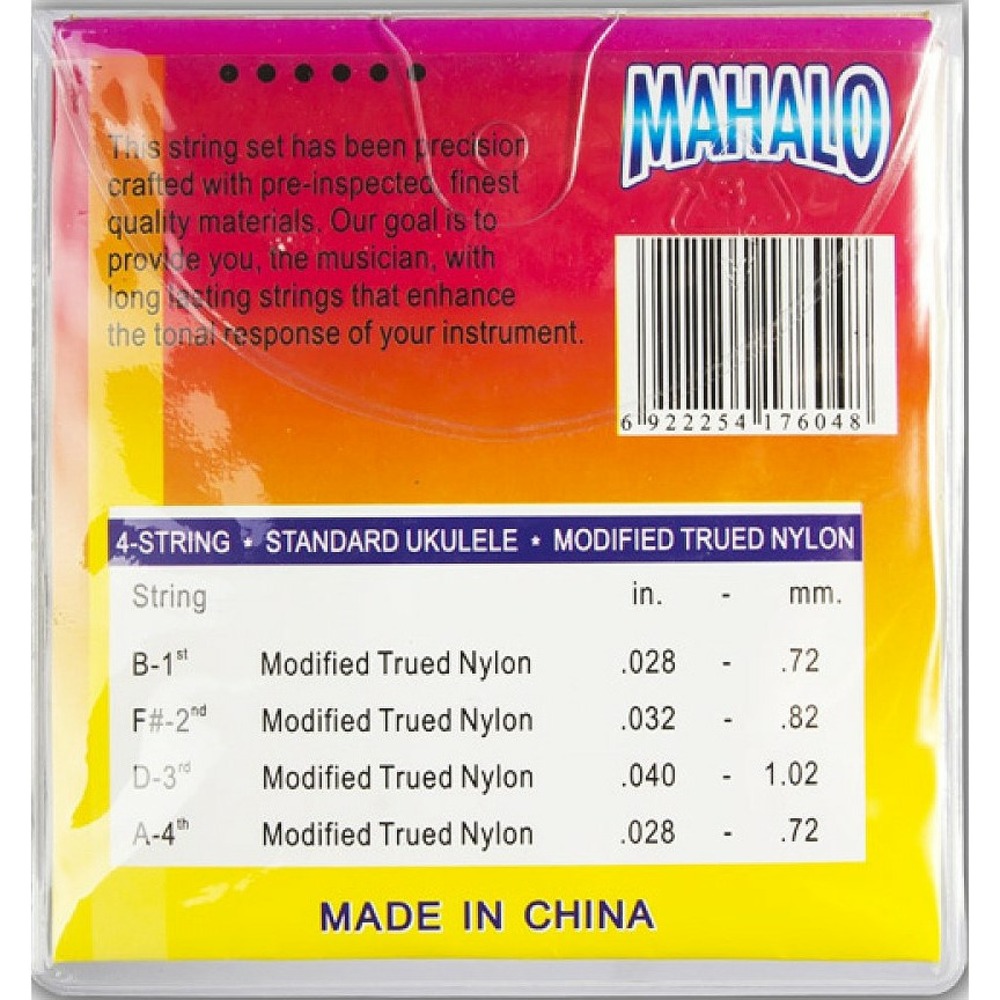 MAHALO
This string set has been precision
crafted with pre-inspected finest
quality materials. Our goal is to
provide you, the musician, with
long lasting strings that enhance
the tonal response of your instrument.
6 922254 176048
4-STRING * STANDARD UKULELE * MODIFIED TRUED NYLON
String in. - mm.
B-1st Modified Trued Nylon .028 - .72
F#-2nd Modified Trued Nylon .032 - .82
D-3rd Modified Trued Nylon .040 - 1.02
A-4th Modified Trued Nylon .028 - .72
MADE IN CHINA